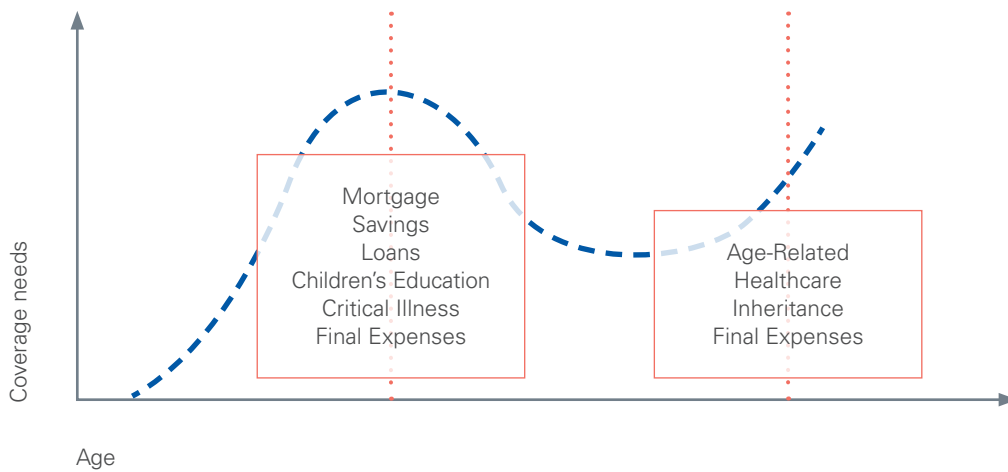 Coverage needs
Mortgage
Savings
Loans
Children’s Education
Critical Illness
Final Expenses
Age-Related
Healthcare
Inheritance
Final Expenses
Age